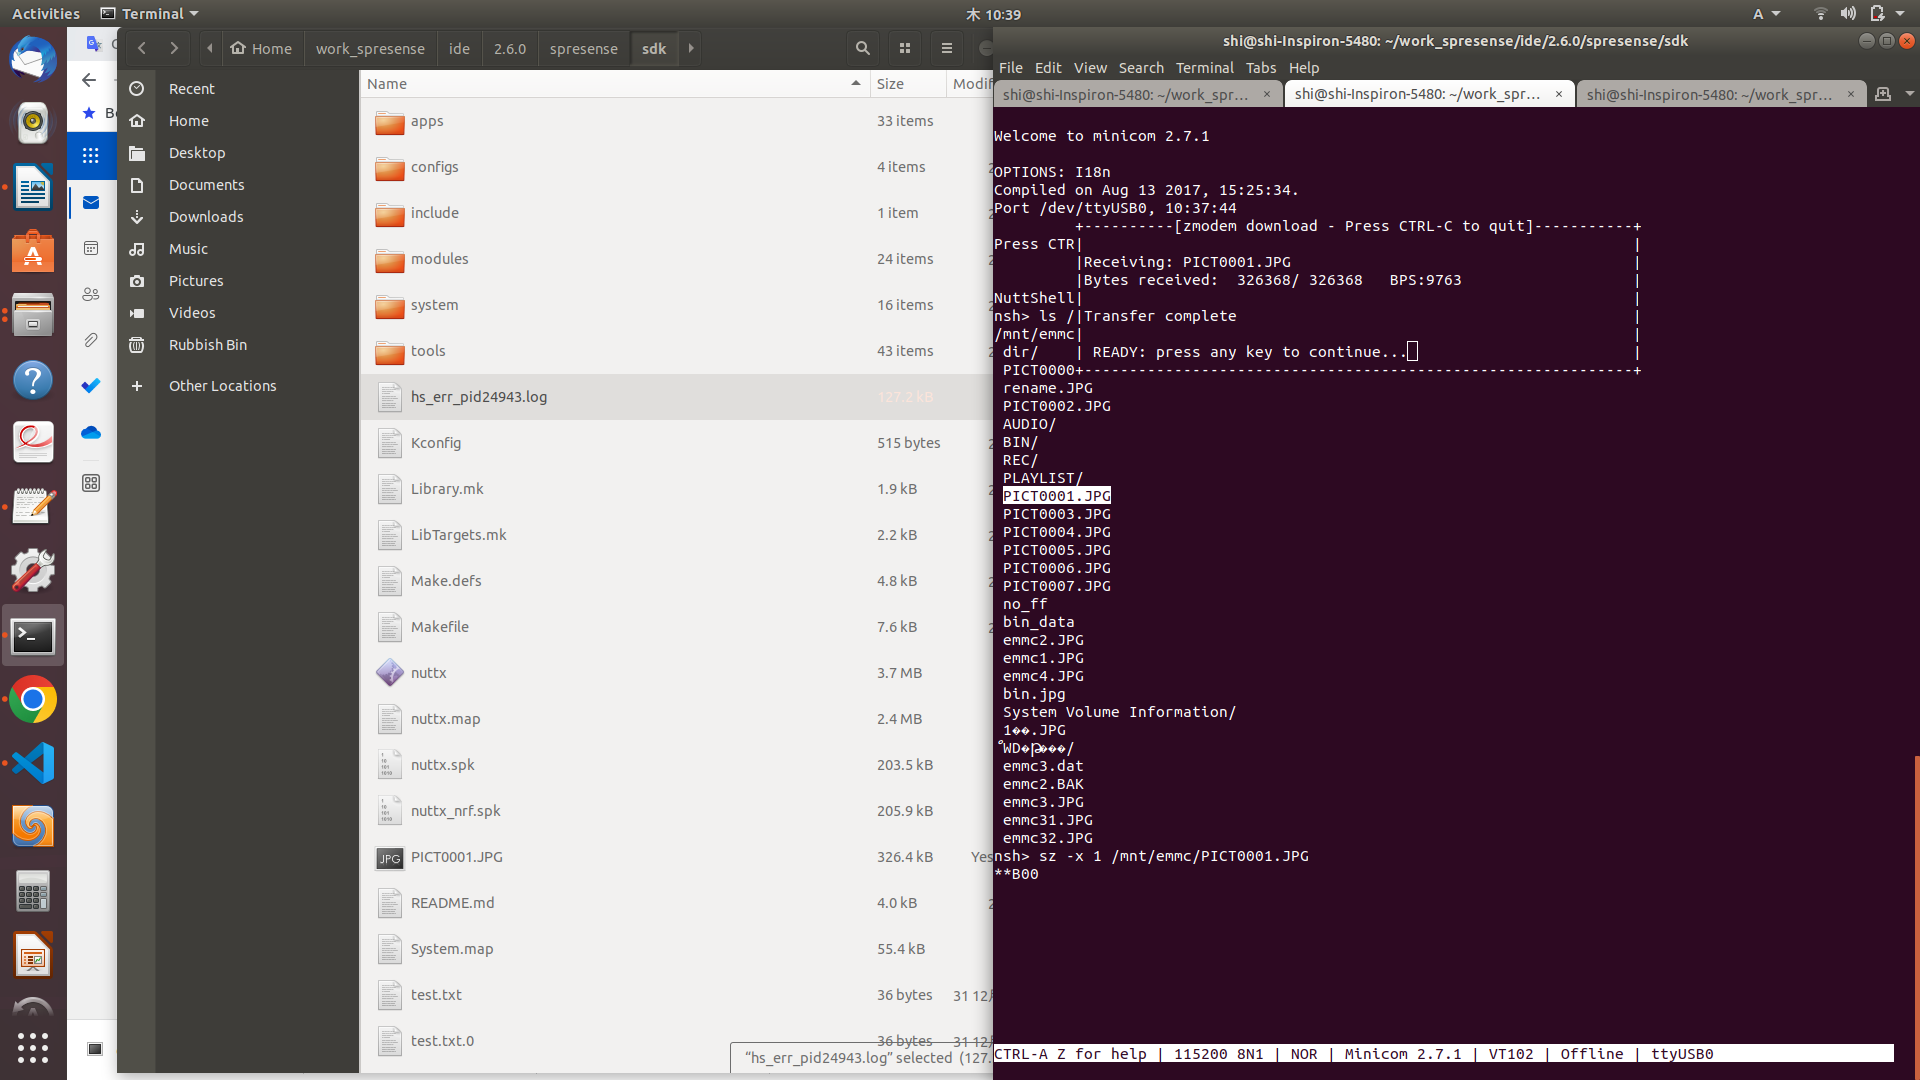 Activities
Terminal
木 10:39
A
Home
work_spresense
ide
2.6.0
spresense
sdk
Recent
Home
Desktop
Documents
Downloads
Music
Pictures
Videos
Rubbish Bin
Other Locations
Name Size
apps 33 items
configs 4 items
include 1 item
modules 24 items
system 16 items
tools 43 items
hs_err_pid24943.log 127.2 kB
Kconfig 515 bytes
Library.mk 1.9 kB
LibTargets.mk 2.2 kB
Make.defs 4.8 kB
Makefile 7.6 kB
nuttx 3.7 MB
nuttx.map 2.4 MB
nuttx.spk 203.5 kB
nuttx_nrf.spk 205.9 kB
PICT0001.JPG 326.4 kB
README.md 4.0 kB
System.map 55.4 kB
test.txt 36 bytes 31 12
test.txt.0 36 bytes 31 12
“hs_err_pid24943.log” selected (127.
shi@shi-Inspiron-5480: ~/work_spresense/ide/2.6.0/spresense/sdk
File Edit View Search Terminal Tabs Help
shi@shi-Inspiron-5480: ~/work_spr... ×
shi@shi-Inspiron-5480: ~/work_spr... ×
shi@shi-Inspiron-5480: ~/work_spr... ×
Welcome to minicom 2.7.1
OPTIONS: I18n
Compiled on Aug 13 2017, 15:25:34.
Port /dev/ttyUSB0, 10:37:44
+----------[zmodem download - Press CTRL-C to quit]-----------+
Press CTR|                                                             |
|Receiving: PICT0001.JPG                                      |
|Bytes received:  326368/ 326368   BPS:9763                   |
NuttShell|                                                             |
nsh> ls /|Transfer complete                                            |
/mnt/emmc|                                                             |
dir/    | READY: press any key to continue...                         |
PICT0000+-------------------------------------------------------------+
rename.JPG
PICT0002.JPG
AUDIO/
BIN/
REC/
PLAYLIST/
PICT0001.JPG
PICT0003.JPG
PICT0004.JPG
PICT0005.JPG
PICT0006.JPG
PICT0007.JPG
no_ff
bin_data
emmc2.JPG
emmc1.JPG
emmc4.JPG
bin.jpg
System Volume Information/
1��.JPG
emmc3.dat
emmc2.BAK
emmc3.JPG
emmc31.JPG
emmc32.JPG
nsh> sz -x 1 /mnt/emmc/PICT0001.JPG
**B00
CTRL-A Z for help | 115200 8N1 | NOR | Minicom 2.7.1 | VT102 | Offline | ttyUSB0